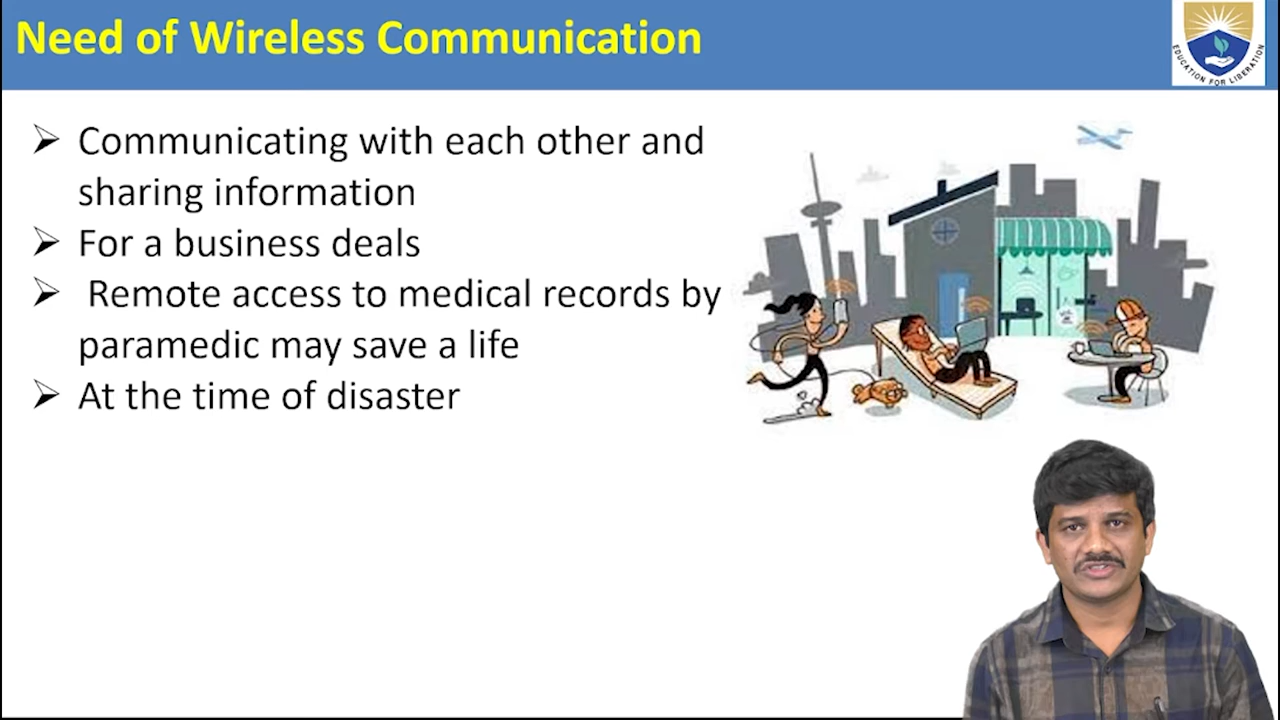 Need of Wireless Communication
EDUCATION FOR LIBERATION
➢ Communicating with each other and
sharing information
➢ For a business deals
➢ Remote access to medical records by
paramedic may save a life
➢ At the time of disaster